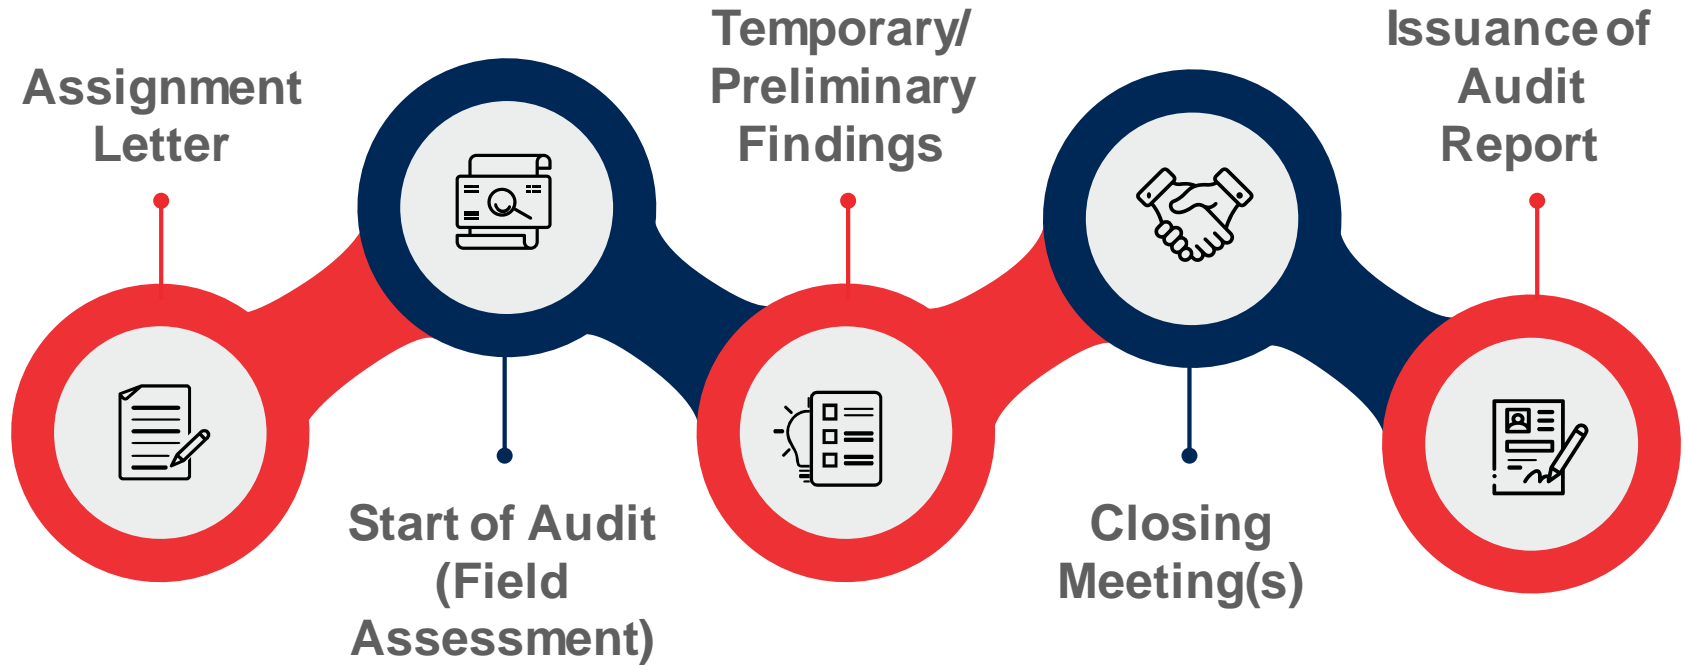 Assignment
Letter
Start of Audit
(Field
Assessment)
Temporary/
Preliminary
Findings
Closing
Meeting(s)
Issuance of
Audit
Report